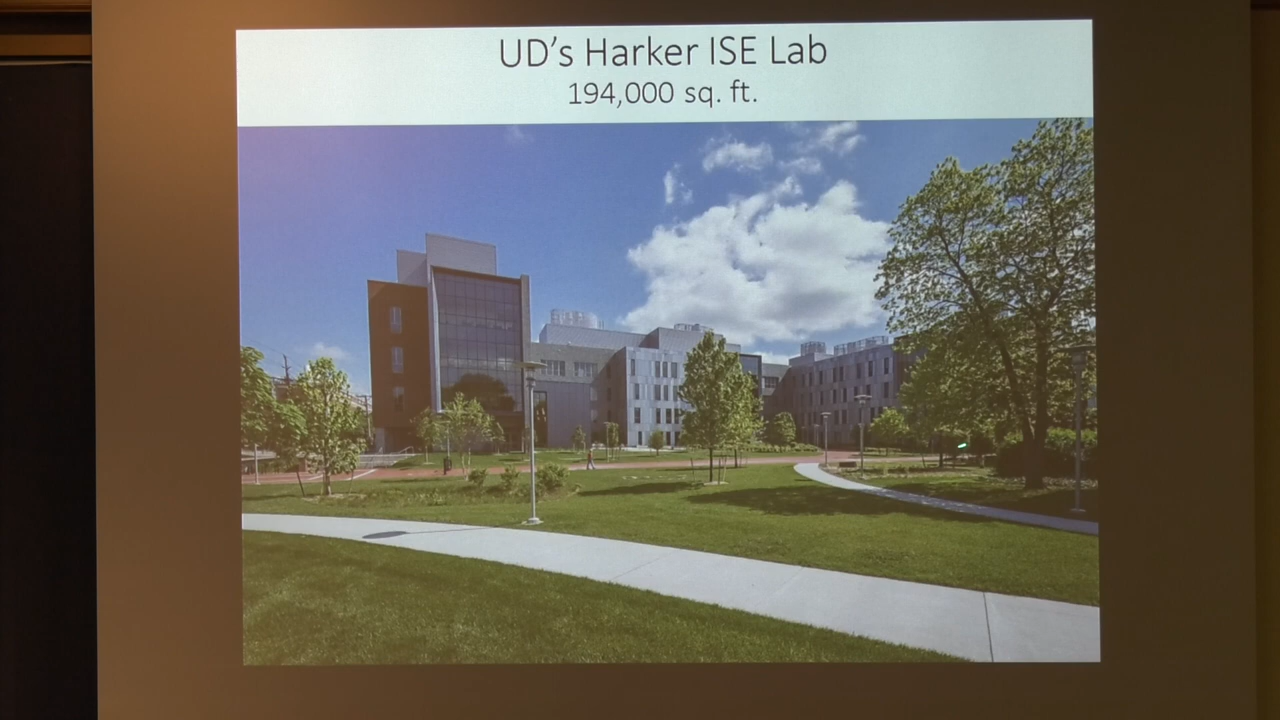 UD’s Harker ISE Lab
194,000 sq. ft.